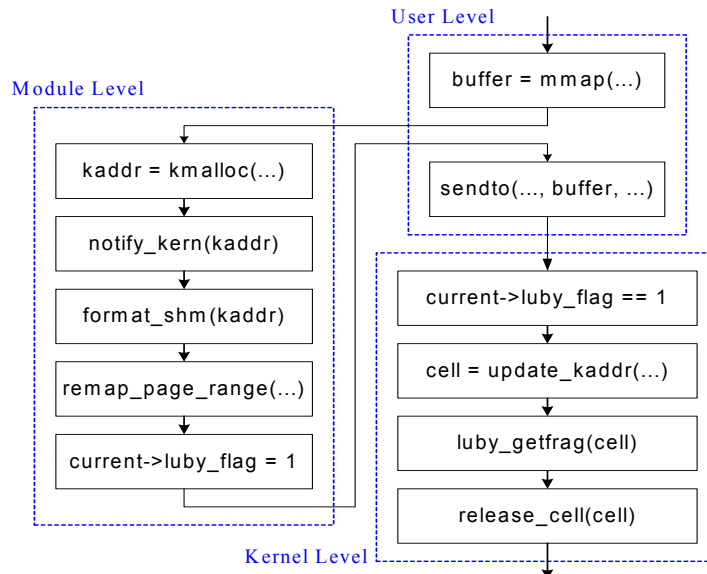 User Level
buffer = mmap(...)
Module Level
kaddr = kmalloc(...)
notify_kern(kaddr)
format_shm(kaddr)
remap_page_range(...)
current->luby_flag = 1
sendto(..., buffer, ...)
current->luby_flag == 1
cell = update_kaddr(...)
luby_getfrag(cell)
release_cell(cell)
Kernel Level